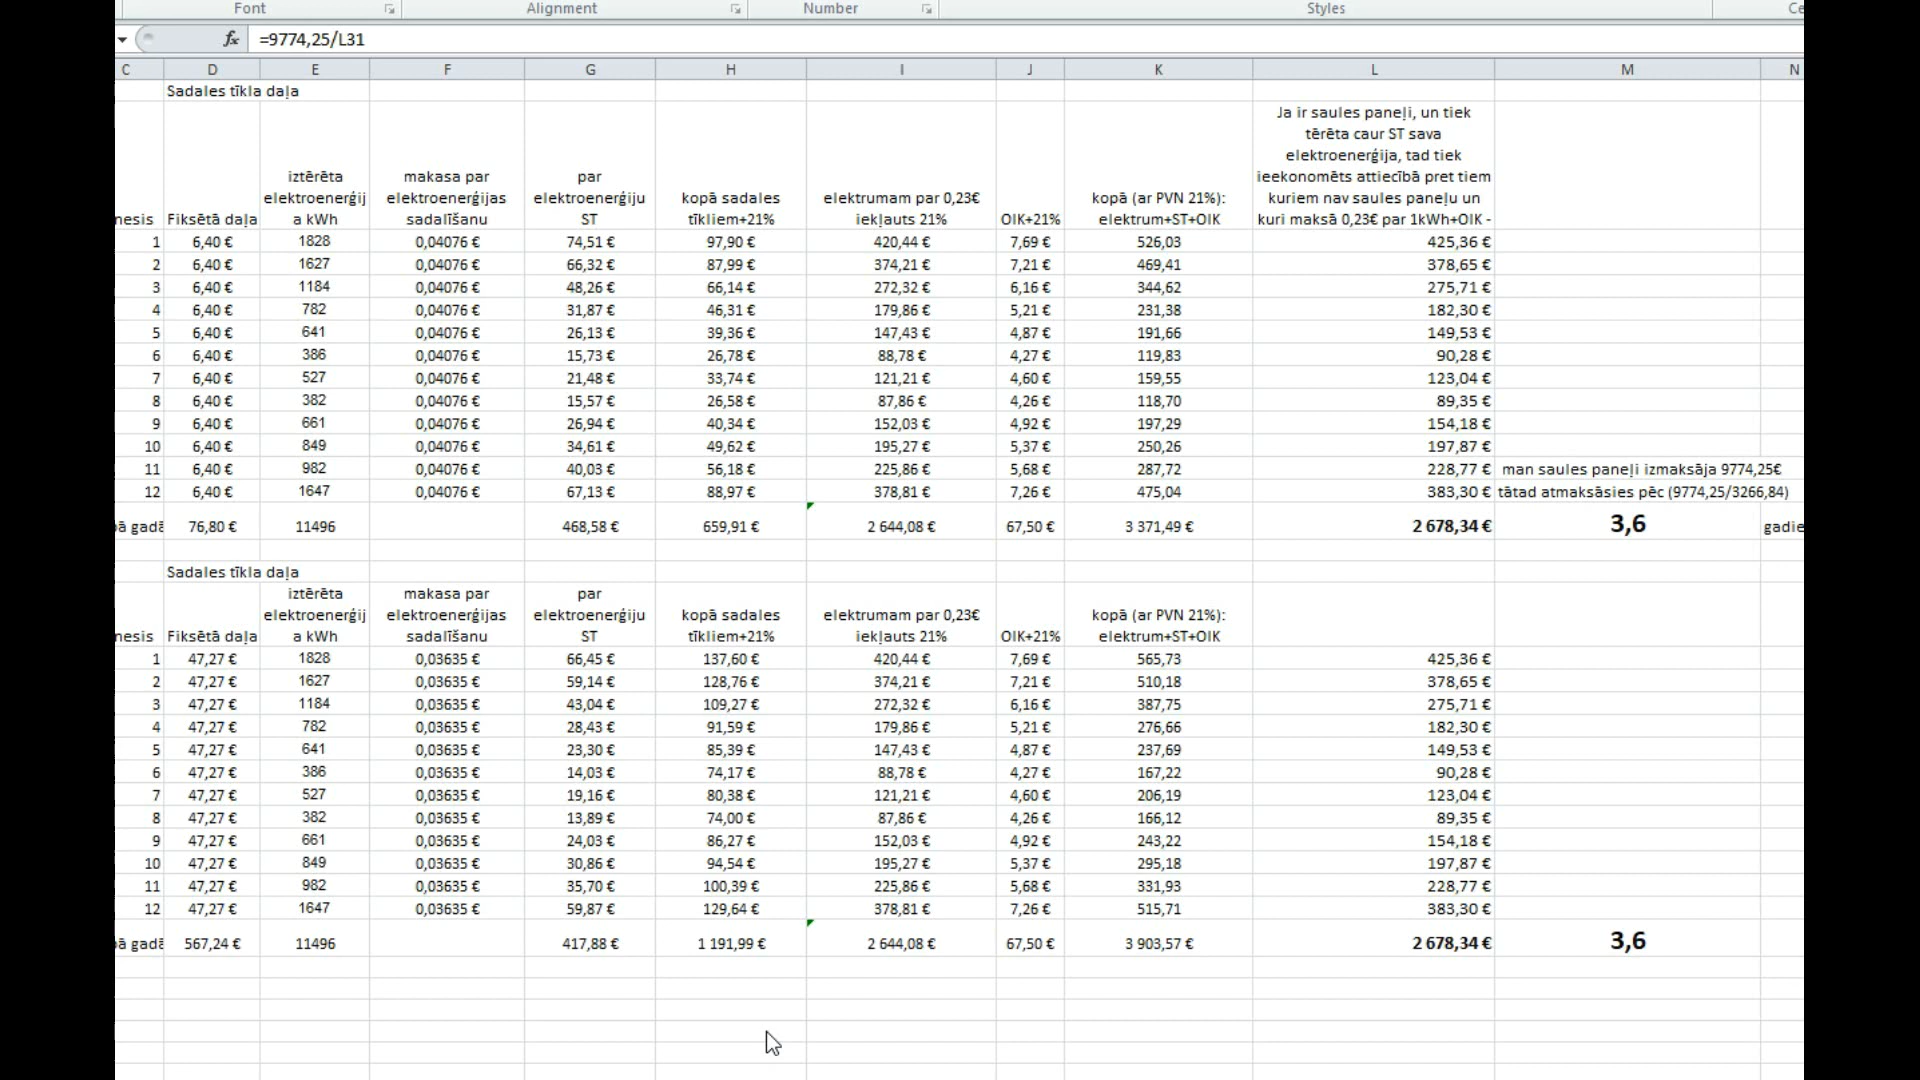 Font Alignment Number Styles Ce
fx =9774,25/L31
C D E F G H I J K L M N
Sadales tīkla daļa
nesis Fiksētā daļa iztērēta elektroenerģija kWh makasa par elektroenerģijas sadalīšanu par elektroenerģiju ST kopā sadales tīkliem+21% elektrumam par 0,23€ iekļauts 21% OIK+21% kopā (ar PVN 21%): elektrum+ST+OIK Ja ir saules paneļi, un tiek tērēta caur ST sava elektroenerģija, tad tiek ieekonomēts attiecībā pret tiem kuriem nav saules paneļu un kuri maksā 0,23€ par 1kWh+OIK -
1 6,40 € 1828 0,04076 € 74,51 € 97,90 € 420,44 € 7,69 € 526,03 425,36 €
2 6,40 € 1627 0,04076 € 66,32 € 87,99 € 374,21 € 7,21 € 469,41 378,65 €
3 6,40 € 1184 0,04076 € 48,26 € 66,14 € 272,32 € 6,16 € 344,62 275,71 €
4 6,40 € 782 0,04076 € 31,87 € 46,31 € 179,86 € 5,21 € 231,38 182,30 €
5 6,40 € 641 0,04076 € 26,13 € 39,36 € 147,43 € 4,87 € 191,66 149,53 €
6 6,40 € 386 0,04076 € 15,73 € 26,78 € 88,78 € 4,27 € 119,83 90,28 €
7 6,40 € 527 0,04076 € 21,48 € 33,74 € 121,21 € 4,60 € 159,55 123,04 €
8 6,40 € 382 0,04076 € 15,57 € 26,58 € 87,86 € 4,26 € 118,70 89,35 €
9 6,40 € 661 0,04076 € 26,94 € 40,34 € 152,03 € 4,92 € 197,29 154,18 €
10 6,40 € 849 0,04076 € 34,61 € 49,62 € 195,27 € 5,37 € 250,26 197,87 €
11 6,40 € 982 0,04076 € 40,03 € 56,18 € 225,86 € 5,68 € 287,72 228,77 € man saules paneļi izmaksāja 9774,25€
12 6,40 € 1647 0,04076 € 67,13 € 88,97 € 378,81 € 7,26 € 475,04 383,30 € tātad atmaksāsies pēc (9774,25/3266,84)
pā gadā 76,80 € 11496 468,58 € 659,91 € 2 644,08 € 67,50 € 3 371,49 € 2 678,34 € 3,6 gadie
Sadales tīkla daļa
nesis Fiksētā daļa iztērēta elektroenerģija kWh makasa par elektroenerģijas sadalīšanu par elektroenerģiju ST kopā sadales tīkliem+21% elektrumam par 0,23€ iekļauts 21% OIK+21% kopā (ar PVN 21%): elektrum+ST+OIK
1 47,27 € 1828 0,03635 € 66,45 € 137,60 € 420,44 € 7,69 € 565,73 425,36 €
2 47,27 € 1627 0,03635 € 59,14 € 128,76 € 374,21 € 7,21 € 510,18 378,65 €
3 47,27 € 1184 0,03635 € 43,04 € 109,27 € 272,32 € 6,16 € 387,75 275,71 €
4 47,27 € 782 0,03635 € 28,43 € 91,59 € 179,86 € 5,21 € 276,66 182,30 €
5 47,27 € 641 0,03635 € 23,30 € 85,39 € 147,43 € 4,87 € 237,69 149,53 €
6 47,27 € 386 0,03635 € 14,03 € 74,17 € 88,78 € 4,27 € 167,22 90,28 €
7 47,27 € 527 0,03635 € 19,16 € 80,38 € 121,21 € 4,60 € 206,19 123,04 €
8 47,27 € 382 0,03635 € 13,89 € 74,00 € 87,86 € 4,26 € 166,12 89,35 €
9 47,27 € 661 0,03635 € 24,03 € 86,27 € 152,03 € 4,92 € 243,22 154,18 €
10 47,27 € 849 0,03635 € 30,86 € 94,54 € 195,27 € 5,37 € 295,18 197,87 €
11 47,27 € 982 0,03635 € 35,70 € 100,39 € 225,86 € 5,68 € 331,93 228,77 €
12 47,27 € 1647 0,03635 € 59,87 € 129,64 € 378,81 € 7,26 € 515,71 383,30 €
pā gadā 567,24 € 11496 417,88 € 1 191,99 € 2 644,08 € 67,50 € 3 903,57 € 2 678,34 € 3,6